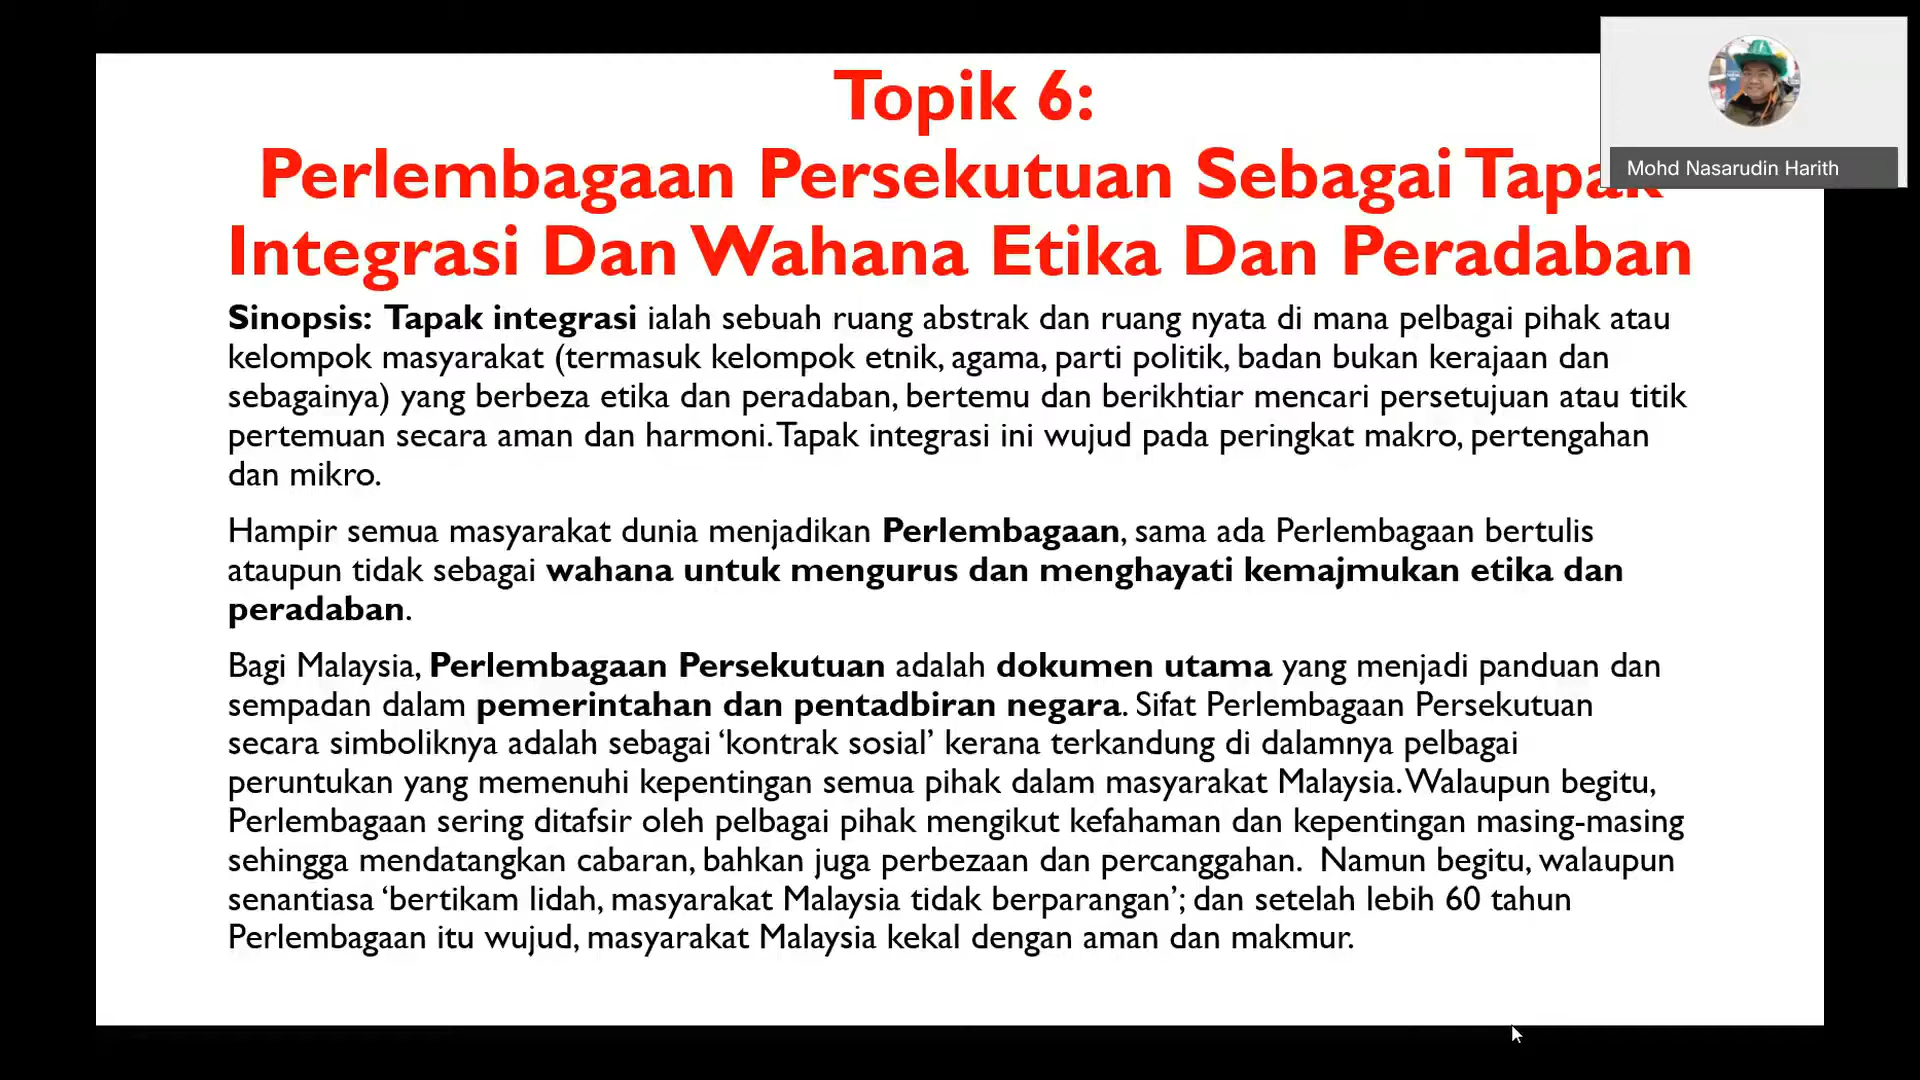 Topik 6:
Perlembagaan Persekutuan Sebagai Tapak
Integrasi Dan Wahana Etika Dan Peradaban
Mohd Nasarudin Harith
Sinopsis: Tapak integrasi ialah sebuah ruang abstrak dan ruang nyata di mana pelbagai pihak atau
kelompok masyarakat (termasuk kelompok etnik, agama, parti politik, badan bukan kerajaan dan
sebagainya) yang berbeza etika dan peradaban, bertemu dan berikhtiar mencari persetujuan atau titik
pertemuan secara aman dan harmoni. Tapak integrasi ini wujud pada peringkat makro, pertengahan
dan mikro.
Hampir semua masyarakat dunia menjadikan Perlembagaan, sama ada Perlembagaan bertulis
ataupun tidak sebagai wahana untuk mengurus dan menghayati kemajmukan etika dan
peradaban.
Bagi Malaysia, Perlembagaan Persekutuan adalah dokumen utama yang menjadi panduan dan
sempadan dalam pemerintahan dan pentadbiran negara. Sifat Perlembagaan Persekutuan
secara simboliknya adalah sebagai ‘kontrak sosial’ kerana terkandung di dalamnya pelbagai
peruntukan yang memenuhi kepentingan semua pihak dalam masyarakat Malaysia. Walaupun begitu,
Perlembagaan sering ditafsir oleh pelbagai pihak mengikut kefahaman dan kepentingan masing-masing
sehingga mendatangkan cabaran, bahkan juga perbezaan dan percanggahan. Namun begitu, walaupun
senantiasa ‘bertikam lidah, masyarakat Malaysia tidak berparangan’; dan setelah lebih 60 tahun
Perlembagaan itu wujud, masyarakat Malaysia kekal dengan aman dan makmur.